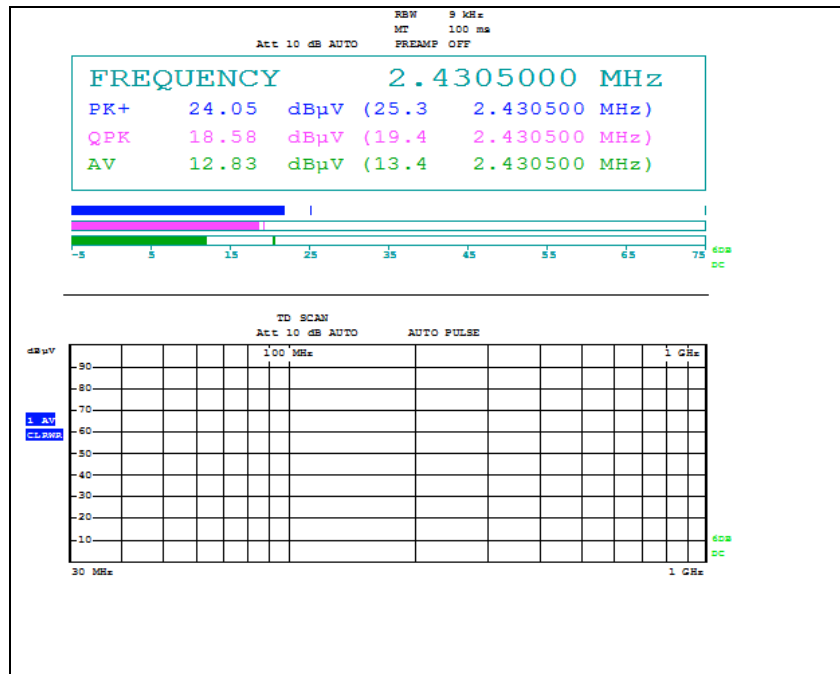 RBW 9 kHz
MT 100 ms
Att 10 dB AUTO PREAMP OFF
FREQUENCY 2.4305000 MHz
PK+ 24.05 dBµV (25.3 2.430500 MHz)
QPK 18.58 dBµV (19.4 2.430500 MHz)
AV 12.83 dBµV (13.4 2.430500 MHz)
-5 5 15 25 35 45 55 65 75
6DB
DC
TD SCAN
Att 10 dB AUTO AUTO PULSE
dBµV
100 MHz 1 GHz
90
80
70
1 AV
CLRWR
60
50
40
30
20
10
6DB
DC
30 MHz 1 GHz